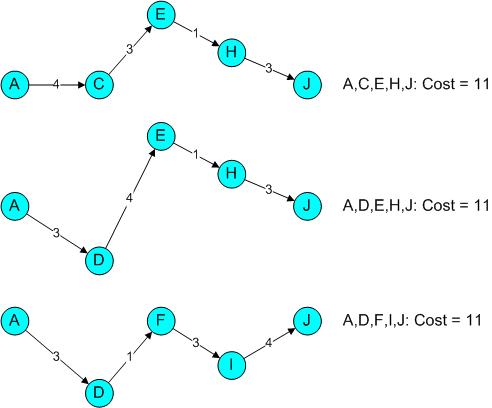 E
1
3
H
3
A
4
C
J
A,C,E,H,J: Cost = 11
E
1
H
4
3
A
J
A,D,E,H,J: Cost = 11
3
D
A
F
J
A,D,F,I,J: Cost = 11
3
1
3
4
I
D